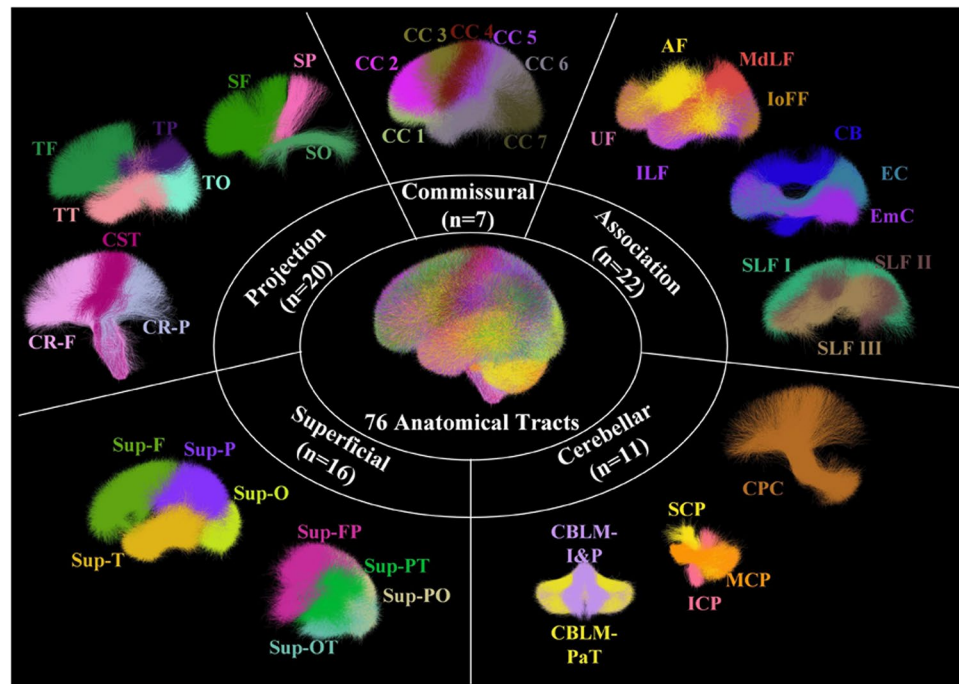 CC 3
CC 4
CC 5
CC 2
CC 6
CC 1
CC 7
AF
MdLF
IoFF
UF
ILF
CB
EC
EmC
SLF I
SLF II
SLF III
SF
SP
SO
TF
TP
TO
TT
CST
CR-F
CR-P
Commissural
(n=7)
Projection
(n=20)
Association
(n=22)
76 Anatomical Tracts
Superficial
(n=16)
Cerebellar
(n=11)
Sup-F
Sup-P
Sup-O
Sup-T
Sup-FP
Sup-PT
Sup-PO
Sup-OT
CPC
SCP
MCP
ICP
CBLM-
I&P
CBLM-
PaT